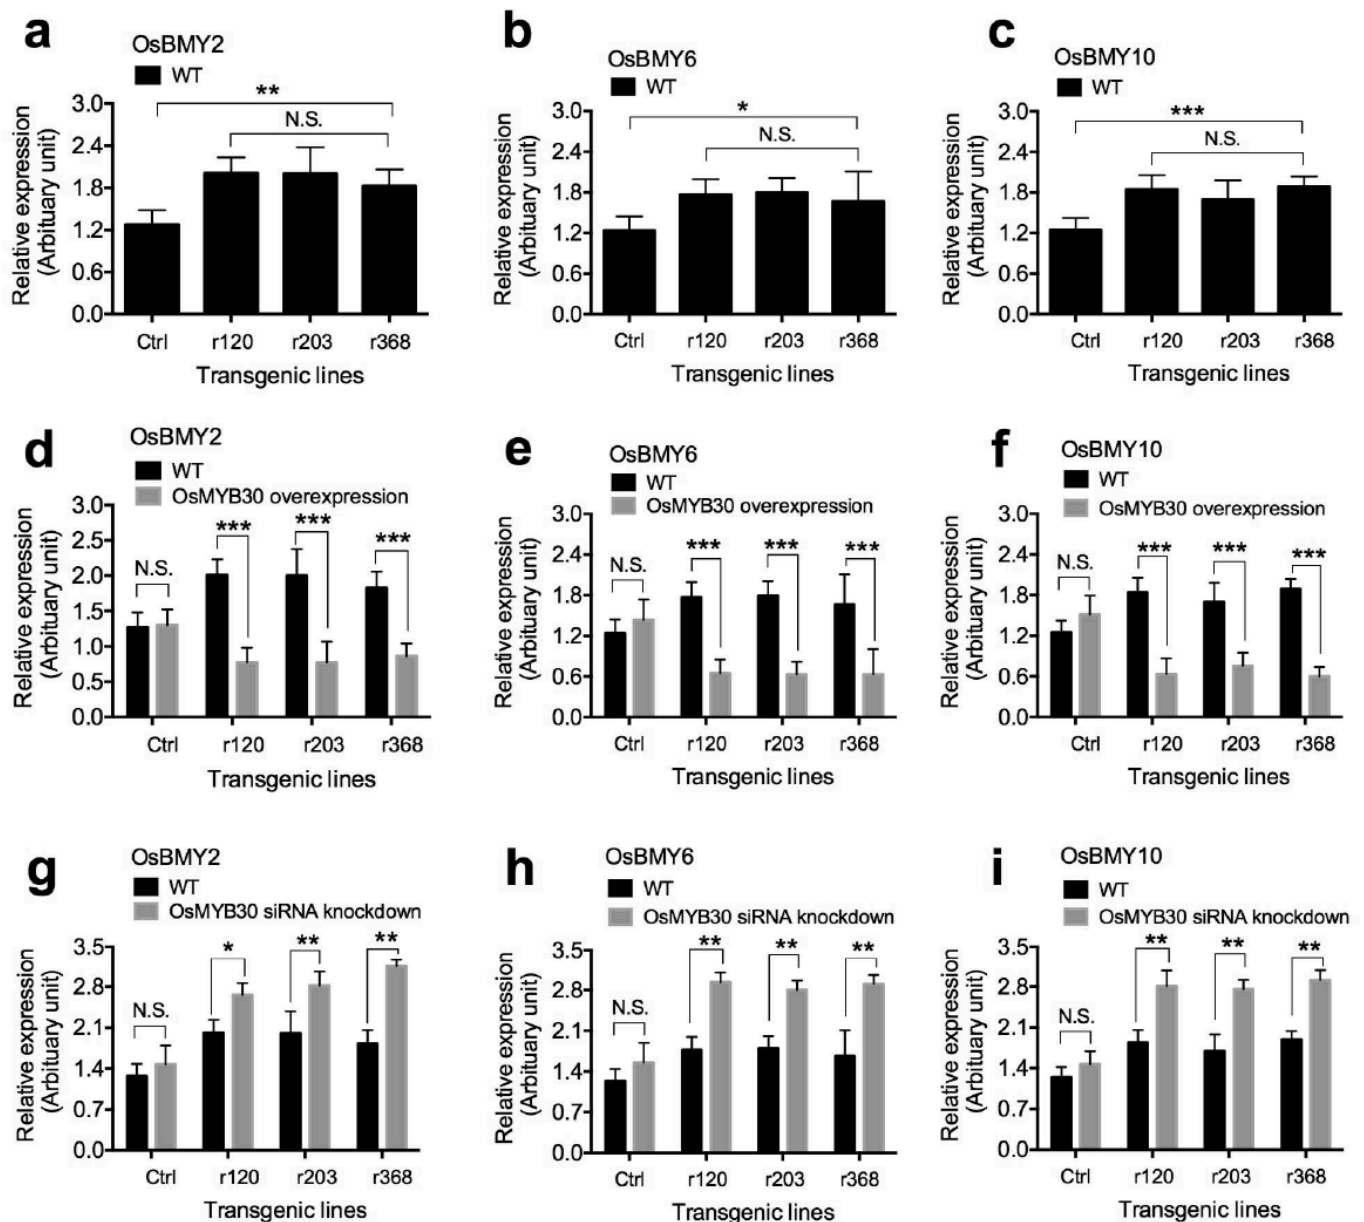 a
OsBMY2
WT
**
N.S.
Relative expression
(Arbituary unit)
3.0
2.4
1.8
1.2
0.6
0.0
Ctrl r120 r203 r368
Transgenic lines
b
OsBMY6
WT
*
N.S.
Relative expression
(Arbituary unit)
3.0
2.4
1.8
1.2
0.6
0.0
Ctrl r120 r203 r368
Transgenic lines
c
OsBMY10
WT
***
N.S.
Relative expression
(Arbituary unit)
3.0
2.4
1.8
1.2
0.6
0.0
Ctrl r120 r203 r368
Transgenic lines
d
OsBMY2
WT
OsMYB30 overexpression
N.S. *** *** ***
Relative expression
(Arbituary unit)
3.0
2.5
2.0
1.5
1.0
0.5
0.0
Ctrl r120 r203 r368
Transgenic lines
e
OsBMY6
WT
OsMYB30 overexpression
N.S. *** *** ***
Relative expression
(Arbituary unit)
3.0
2.4
1.8
1.2
0.6
0.0
Ctrl r120 r203 r368
Transgenic lines
f
OsBMY10
WT
OsMYB30 overexpression
N.S. *** *** ***
Relative expression
(Arbituary unit)
3.0
2.4
1.8
1.2
0.6
0.0
Ctrl r120 r203 r368
Transgenic lines
g
OsBMY2
WT
OsMYB30 siRNA knockdown
N.S. * ** **
Relative expression
(Arbituary unit)
3.5
2.8
2.1
1.4
0.7
0.0
Ctrl r120 r203 r368
Transgenic lines
h
OsBMY6
WT
OsMYB30 siRNA knockdown
N.S. ** ** **
Relative expression
(Arbituary unit)
3.5
2.8
2.1
1.4
0.7
0.0
Ctrl r120 r203 r368
Transgenic lines
i
OsBMY10
WT
OsMYB30 siRNA knockdown
N.S. ** ** **
Relative expression
(Arbituary unit)
3.5
2.8
2.1
1.4
0.7
0.0
Ctrl r120 r203 r368
Transgenic lines